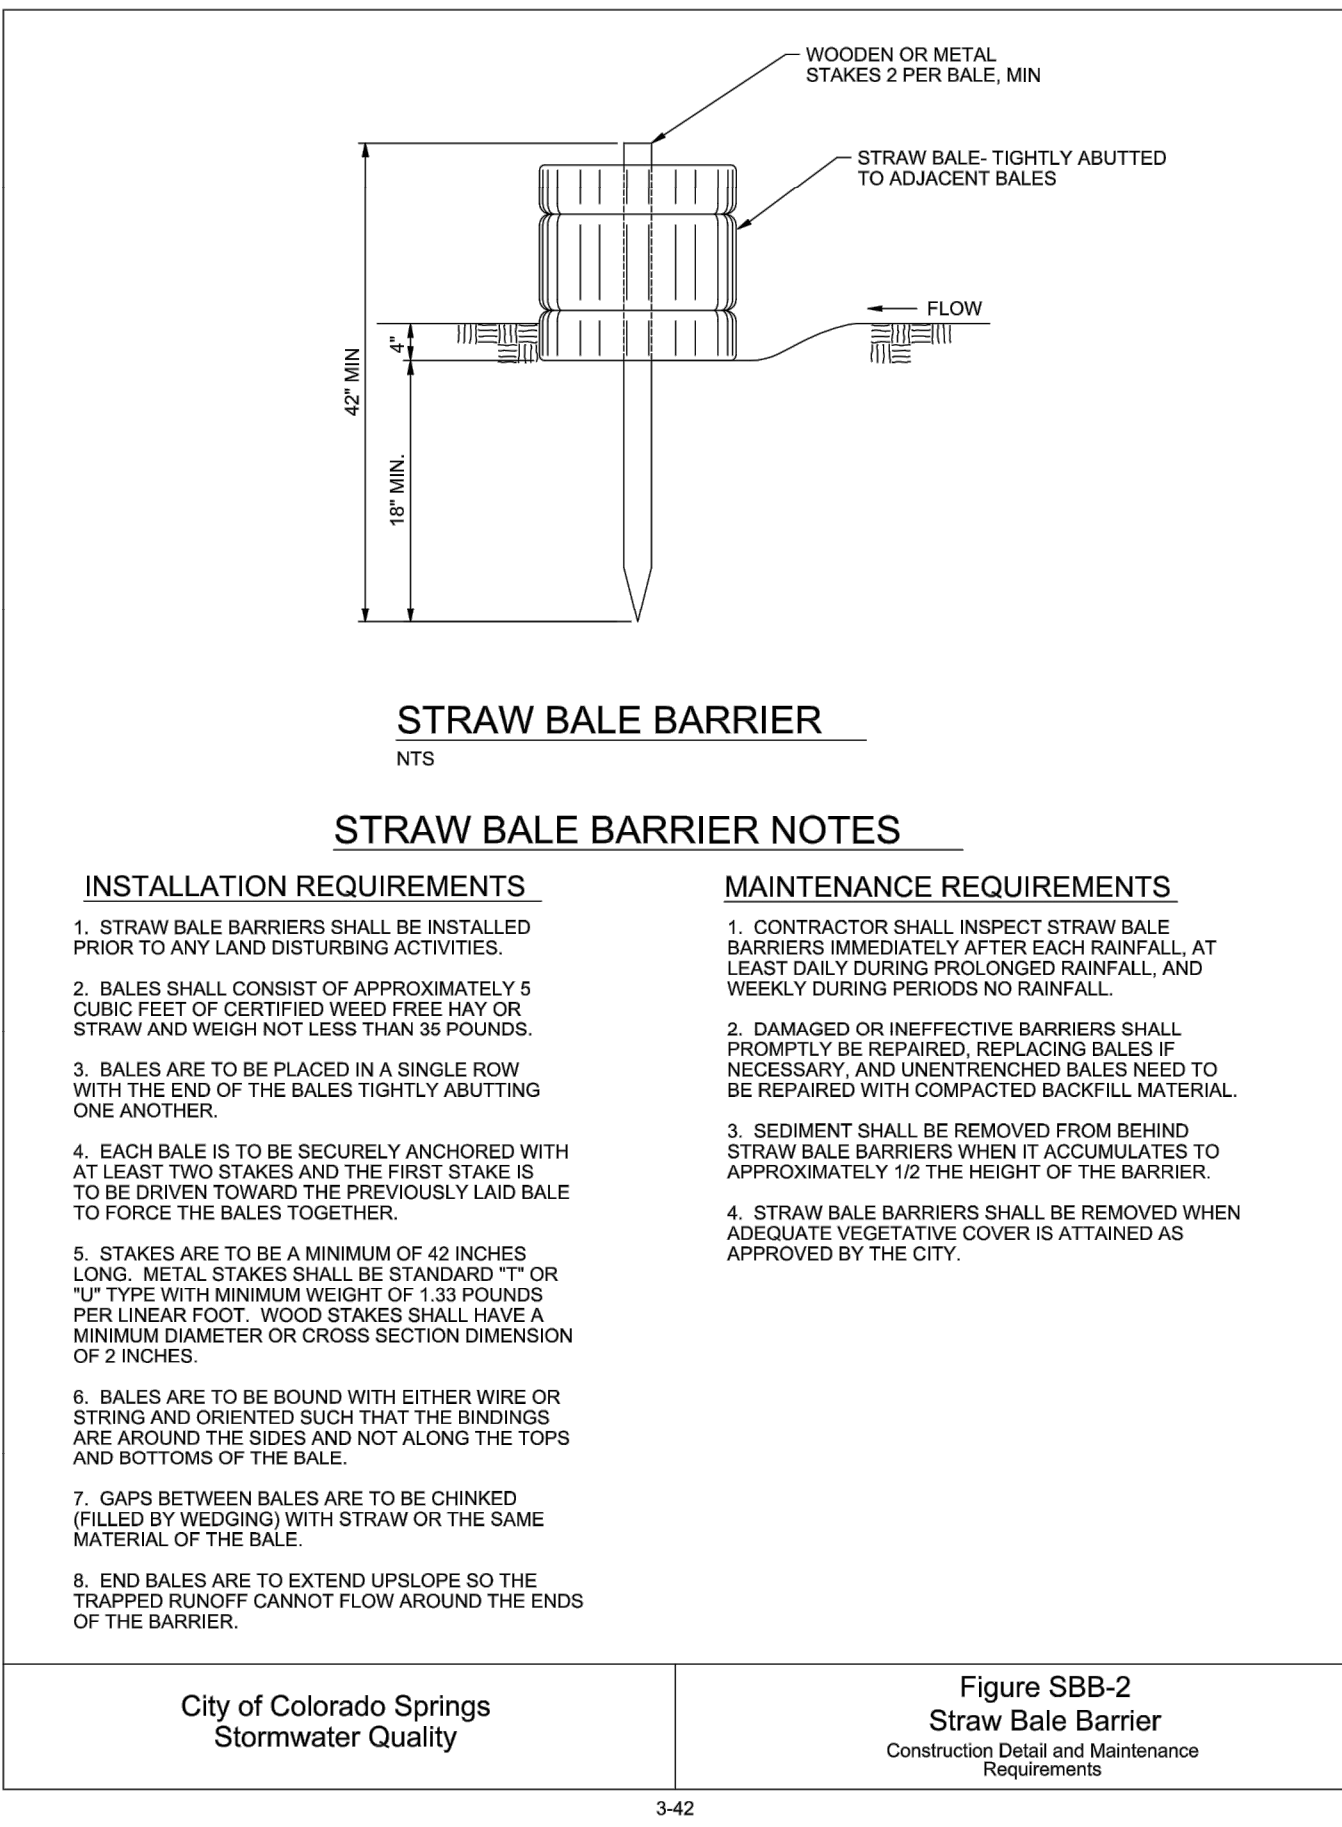 WOODEN OR METAL
STAKES 2 PER BALE, MIN
STRAW BALE- TIGHTLY ABUTTED
TO ADJACENT BALES
FLOW
4"
42" MIN
18" MIN.
STRAW BALE BARRIER
NTS
STRAW BALE BARRIER NOTES
INSTALLATION REQUIREMENTS
1. STRAW BALE BARRIERS SHALL BE INSTALLED
PRIOR TO ANY LAND DISTURBING ACTIVITIES.
2. BALES SHALL CONSIST OF APPROXIMATELY 5
CUBIC FEET OF CERTIFIED WEED FREE HAY OR
STRAW AND WEIGH NOT LESS THAN 35 POUNDS.
3. BALES ARE TO BE PLACED IN A SINGLE ROW
WITH THE END OF THE BALES TIGHTLY ABUTTING
ONE ANOTHER.
4. EACH BALE IS TO BE SECURELY ANCHORED WITH
AT LEAST TWO STAKES AND THE FIRST STAKE IS
TO BE DRIVEN TOWARD THE PREVIOUSLY LAID BALE
TO FORCE THE BALES TOGETHER.
5. STAKES ARE TO BE A MINIMUM OF 42 INCHES
LONG. METAL STAKES SHALL BE STANDARD "T" OR
"U" TYPE WITH MINIMUM WEIGHT OF 1.33 POUNDS
PER LINEAR FOOT. WOOD STAKES SHALL HAVE A
MINIMUM DIAMETER OR CROSS SECTION DIMENSION
OF 2 INCHES.
6. BALES ARE TO BE BOUND WITH EITHER WIRE OR
STRING AND ORIENTED SUCH THAT THE BINDINGS
ARE AROUND THE SIDES AND NOT ALONG THE TOPS
AND BOTTOMS OF THE BALE.
7. GAPS BETWEEN BALES ARE TO BE CHINKED
(FILLED BY WEDGING) WITH STRAW OR THE SAME
MATERIAL OF THE BALE.
8. END BALES ARE TO EXTEND UPSLOPE SO THE
TRAPPED RUNOFF CANNOT FLOW AROUND THE ENDS
OF THE BARRIER.
MAINTENANCE REQUIREMENTS
1. CONTRACTOR SHALL INSPECT STRAW BALE
BARRIERS IMMEDIATELY AFTER EACH RAINFALL, AT
LEAST DAILY DURING PROLONGED RAINFALL, AND
WEEKLY DURING PERIODS NO RAINFALL.
2. DAMAGED OR INEFFECTIVE BARRIERS SHALL
PROMPTLY BE REPAIRED, REPLACING BALES IF
NECESSARY, AND UNENTRENCHED BALES NEED TO
BE REPAIRED WITH COMPACTED BACKFILL MATERIAL.
3. SEDIMENT SHALL BE REMOVED FROM BEHIND
STRAW BALE BARRIERS WHEN IT ACCUMULATES TO
APPROXIMATELY 1/2 THE HEIGHT OF THE BARRIER.
4. STRAW BALE BARRIERS SHALL BE REMOVED WHEN
ADEQUATE VEGETATIVE COVER IS ATTAINED AS
APPROVED BY THE CITY.
City of Colorado Springs
Stormwater Quality
Figure SBB-2
Straw Bale Barrier
Construction Detail and Maintenance
Requirements
3-42